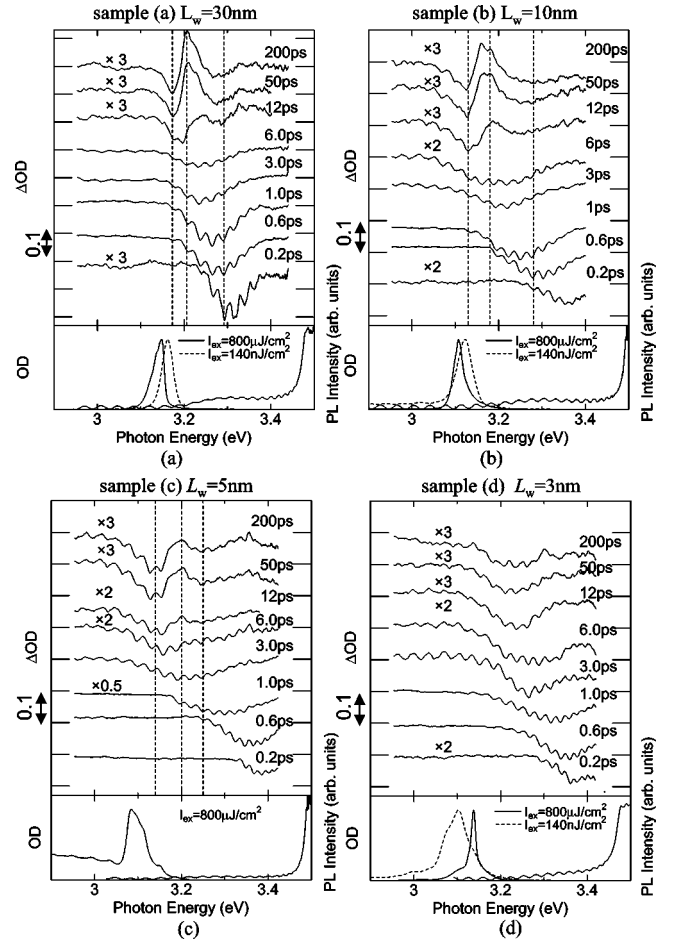 sample (a) Lw=30nm
200ps
× 3
50ps
× 3
12ps
× 3
6.0ps
3.0ps
1.0ps
0.6ps
0.2ps
× 3
ΔOD
0.1
Iex=800μJ/cm²
Iex=140nJ/cm²
OD
PL Intensity (arb. units)
3
3.2
3.4
Photon Energy (eV)
(a)
sample (b) Lw=10nm
×3
200ps
×3
50ps
12ps
×3
6ps
×2
3ps
1ps
0.6ps
0.2ps
×2
ΔOD
0.1
Iex=800μJ/cm²
Iex=140nJ/cm²
OD
PL Intensity (arb. units)
3
3.2
3.4
Photon Energy (eV)
(b)
sample (c) Lw=5nm
×3
200ps
×3
50ps
12ps
×2
6.0ps
×2
3.0ps
1.0ps
×0.5
0.6ps
0.2ps
ΔOD
0.1
Iex=800μJ/cm²
OD
PL Intensity (arb. units)
3
3.2
3.4
Photon Energy (eV)
(c)
sample (d) Lw=3nm
×3
200ps
×3
50ps
×3
12ps
×2
6.0ps
3.0ps
1.0ps
0.6ps
×2
0.2ps
ΔOD
0.1
Iex=800μJ/cm²
Iex=140nJ/cm²
OD
PL Intensity (arb. units)
3
3.2
3.4
Photon Energy (eV)
(d)